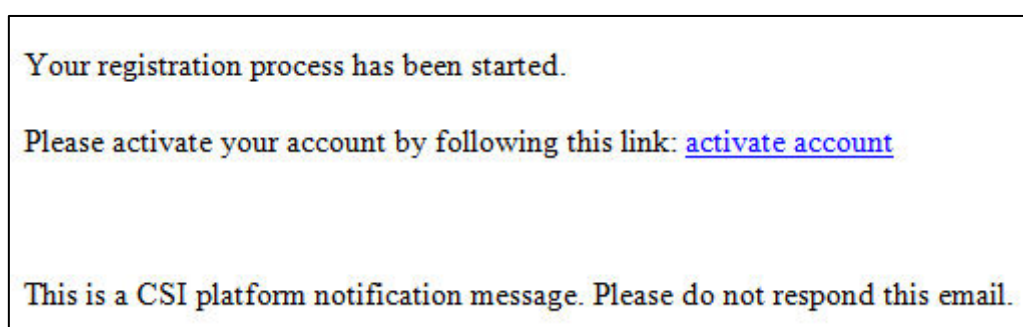 Your registration process has been started.
Please activate your account by following this link: activate account
This is a CSI platform notification message. Please do not respond this email.